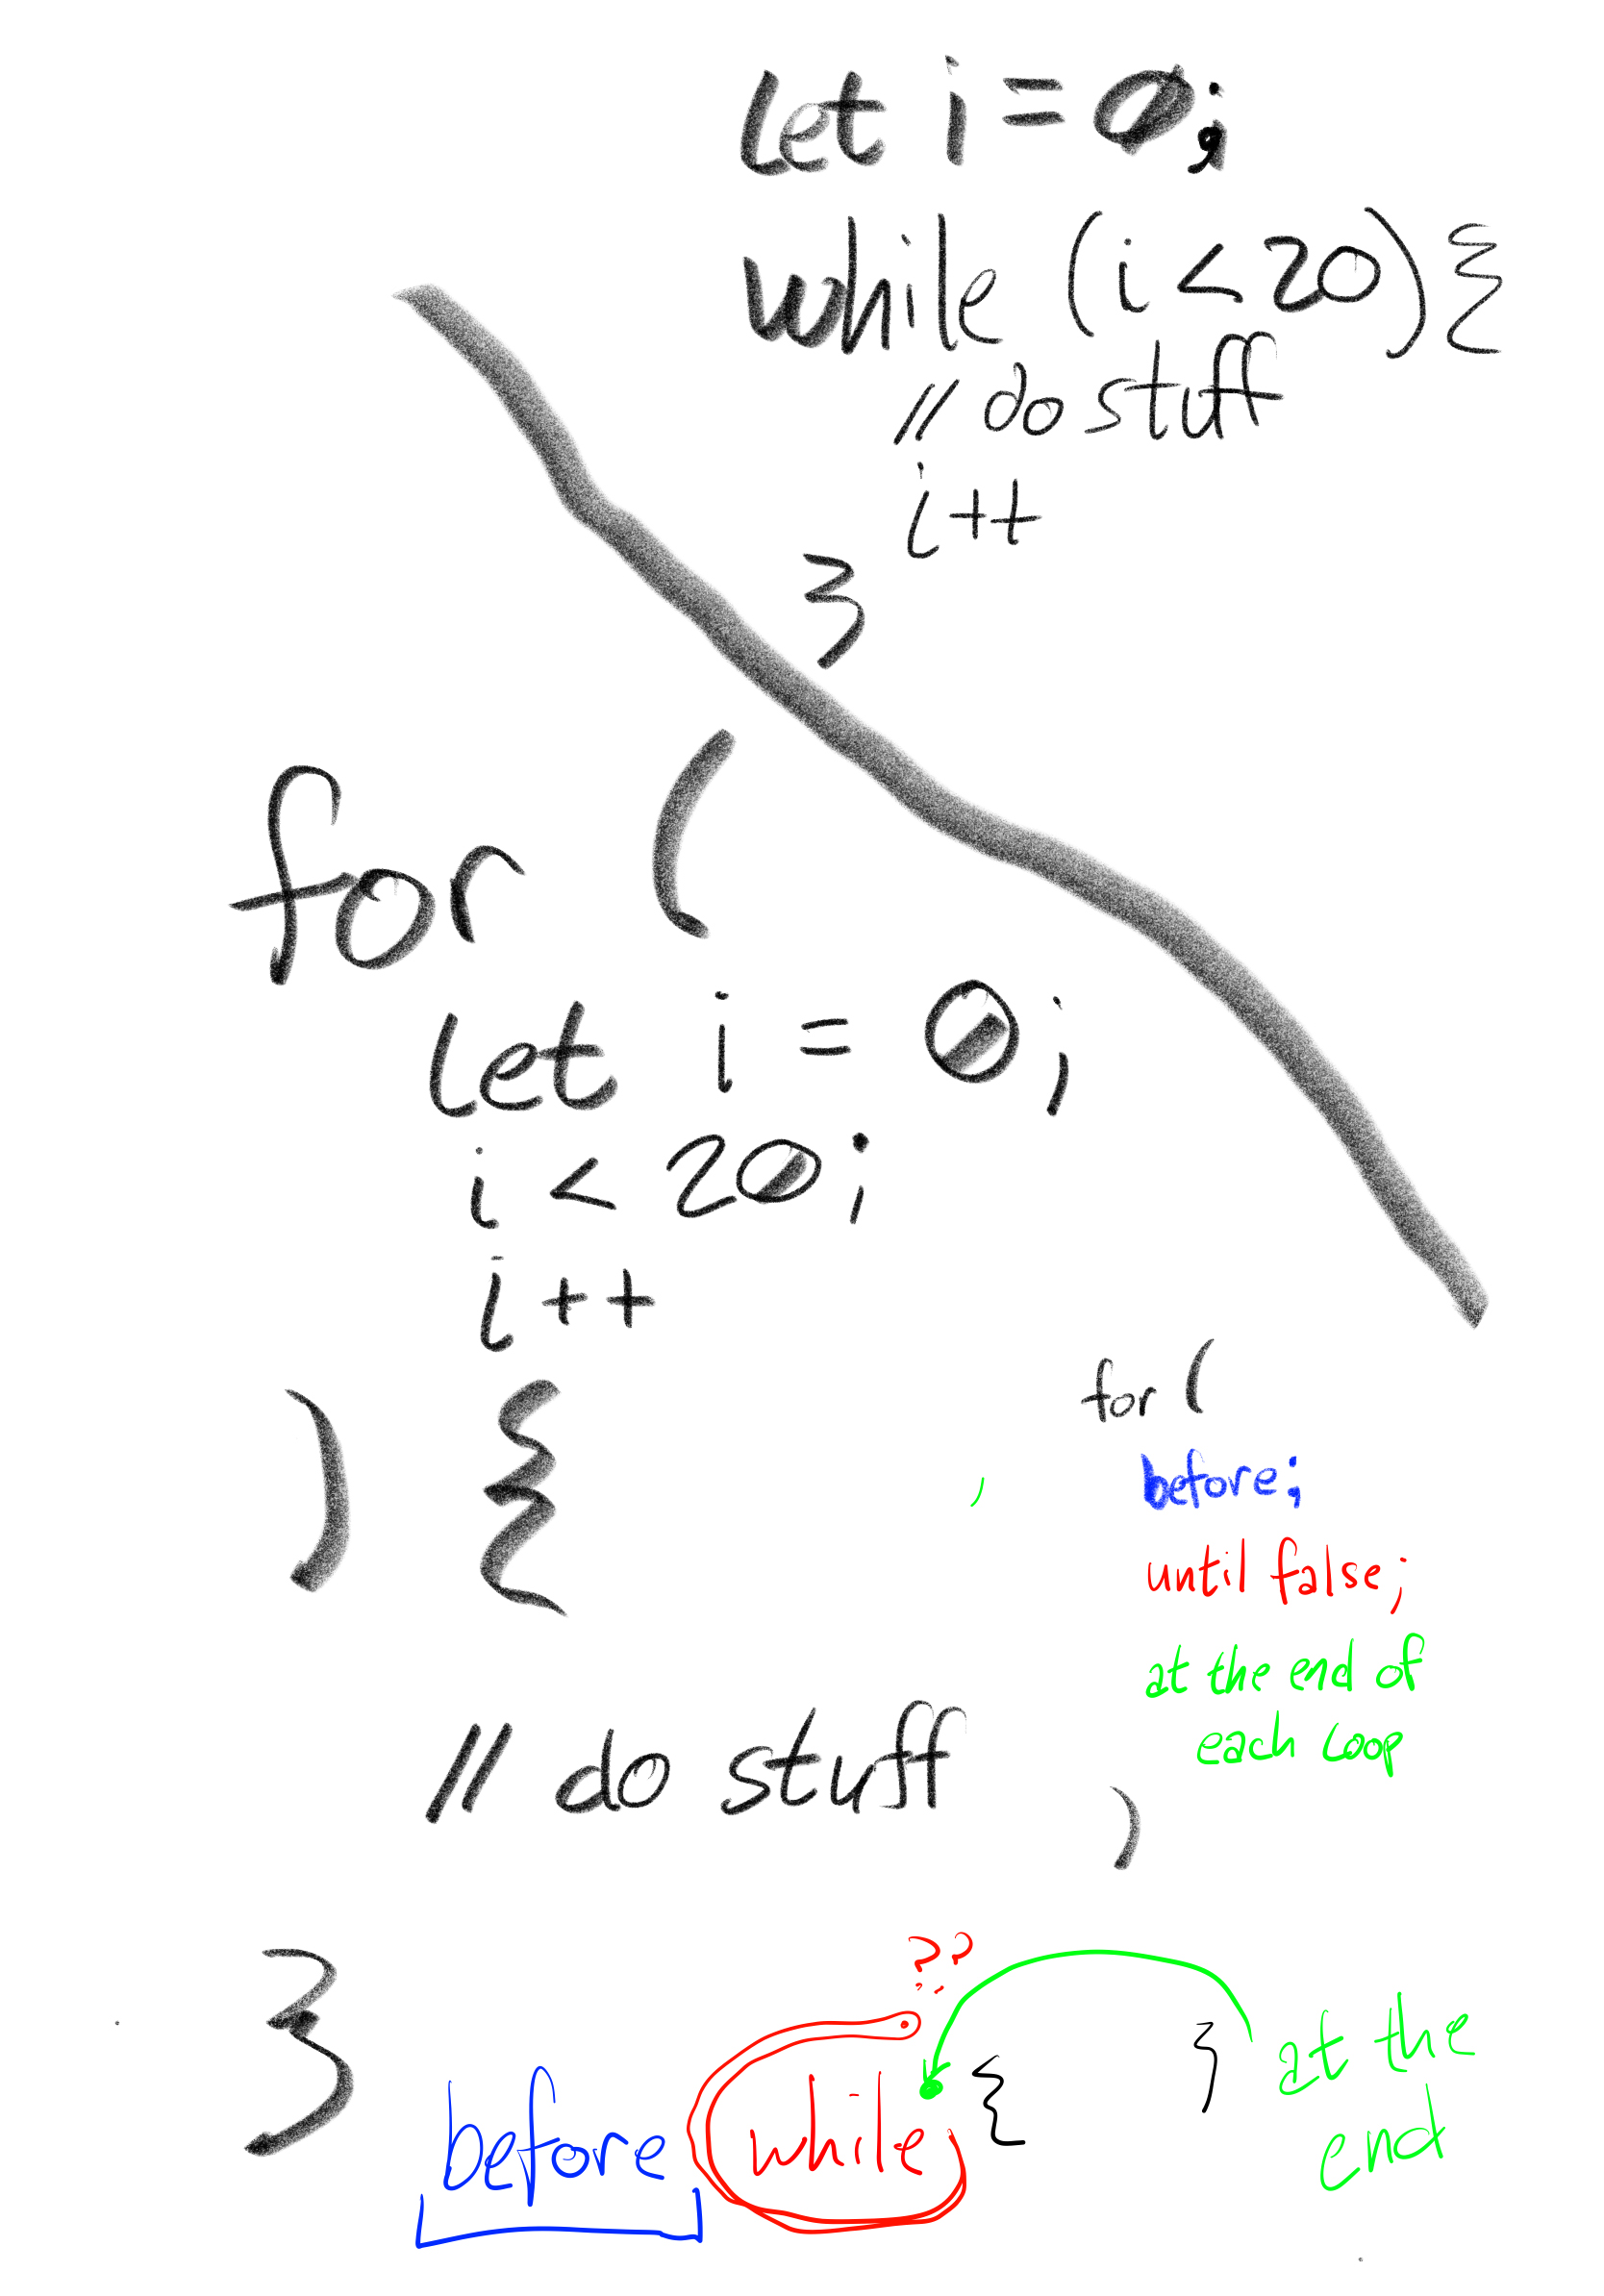 let i = 0;
while (i < 20) {
// do stuff
i++
}
for (
let i = 0;
i < 20;
i++
) {
// do stuff
}
for (
before;
until false;
at the end of
each loop
)
??
before while { } at the
end